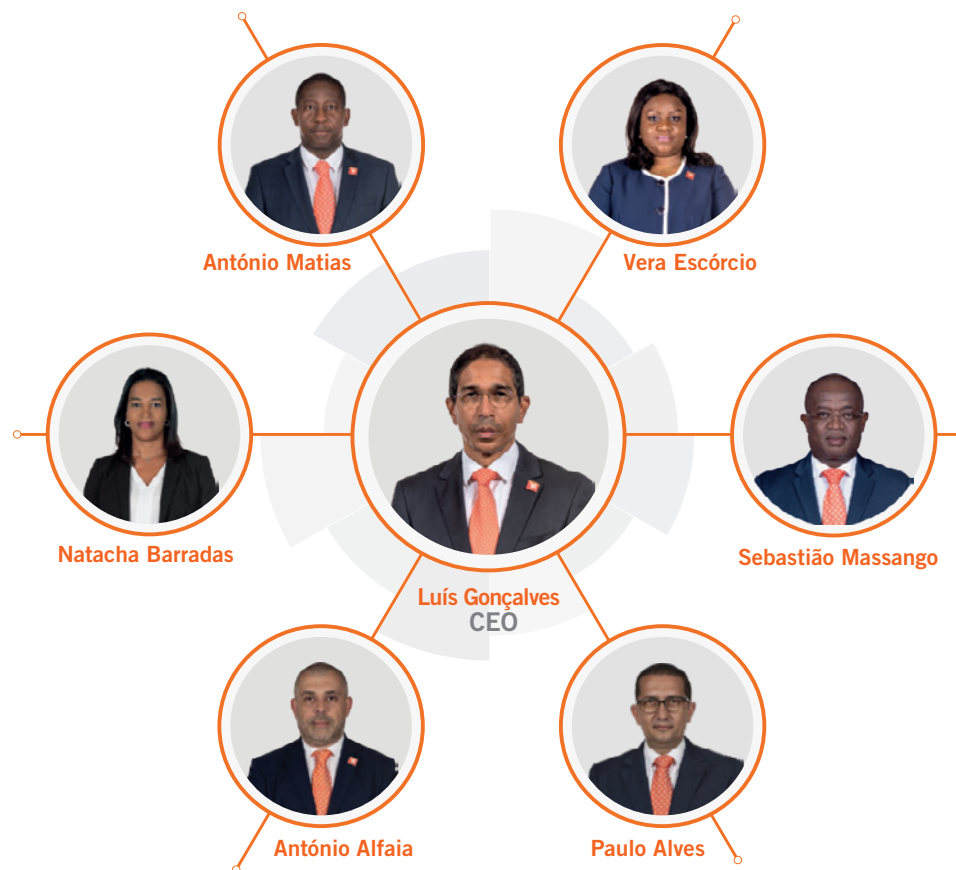 António Matias
Vera Escórcio
Natacha Barradas
Sebastião Massango
Luís Gonçalves
CEO
António Alfaia
Paulo Alves